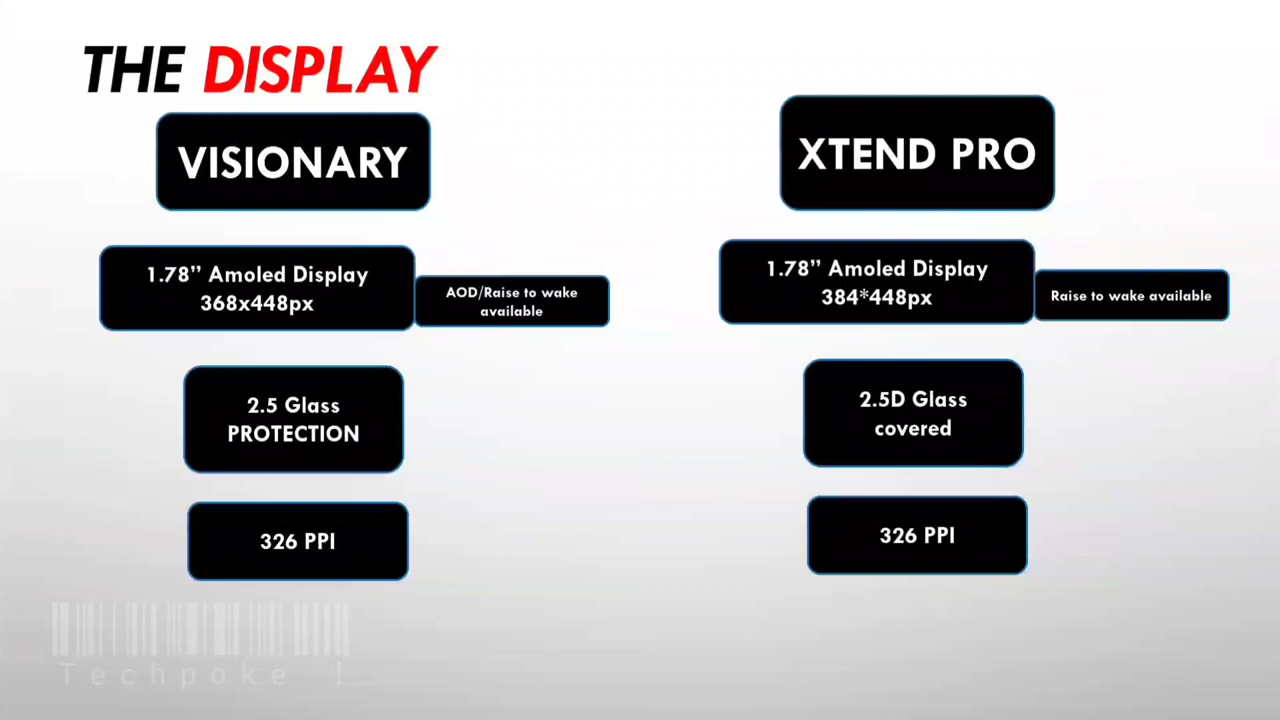 THE DISPLAY
VISIONARY
1.78” Amoled Display
368x448px
AOD/Raise to wake
available
2.5 Glass
PROTECTION
326 PPI
XTEND PRO
1.78” Amoled Display
384*448px
Raise to wake available
2.5D Glass
covered
326 PPI
Techpoke !